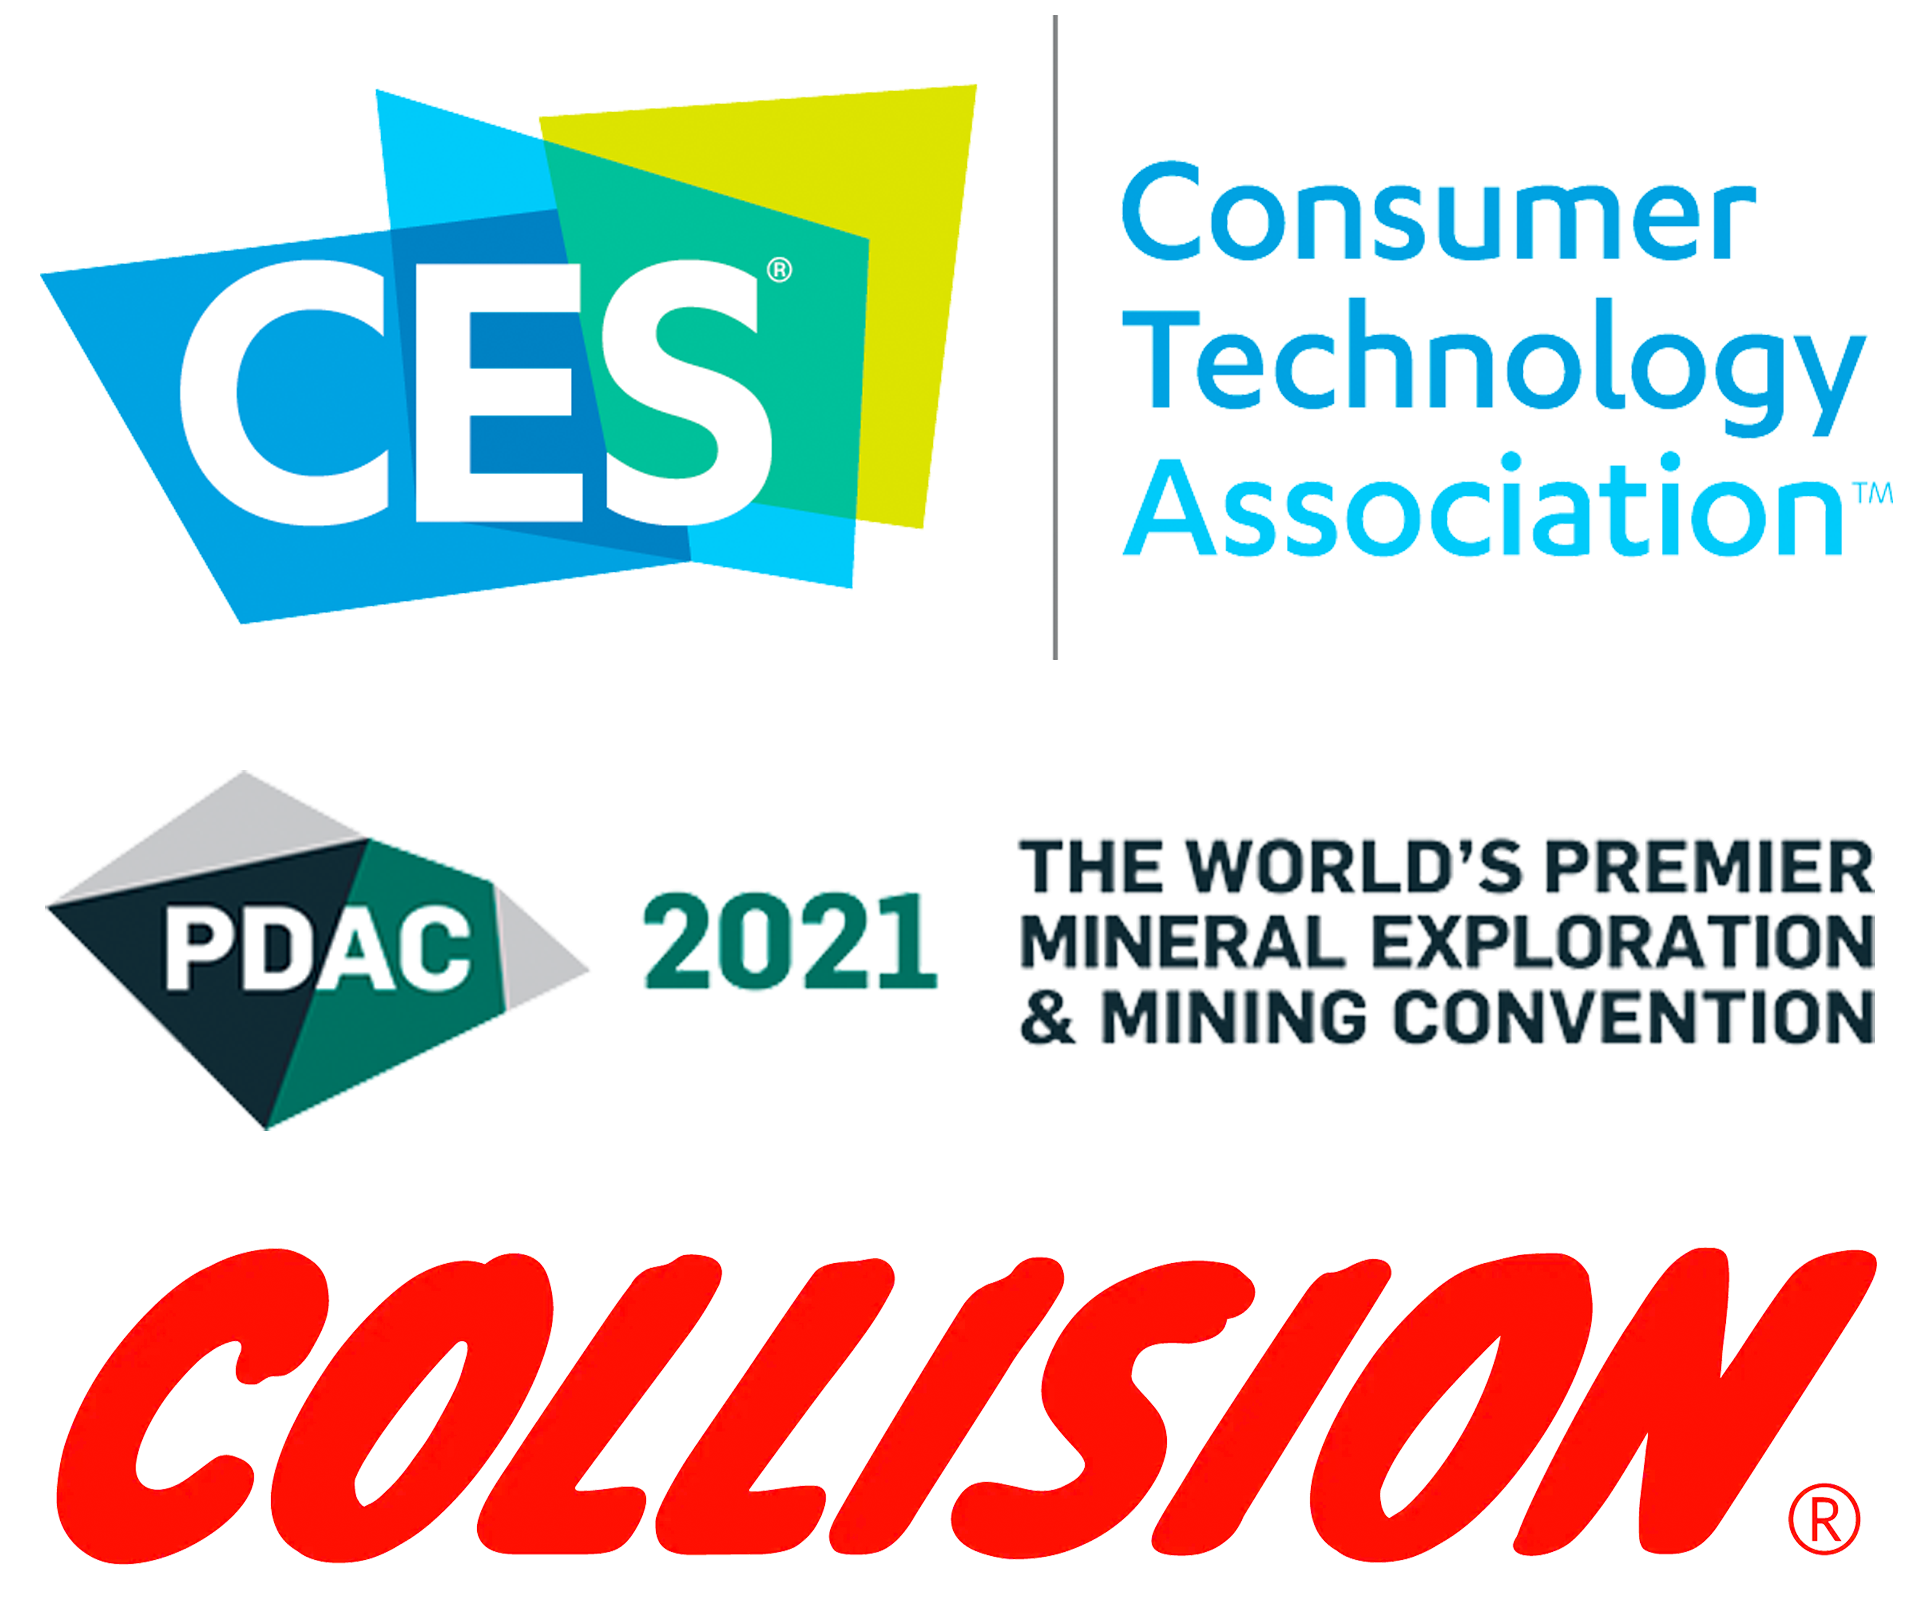 CES®
Consumer
Technology
Association™
PDAC 2021
THE WORLD’S PREMIER
MINERAL EXPLORATION
& MINING CONVENTION
COLLISION®